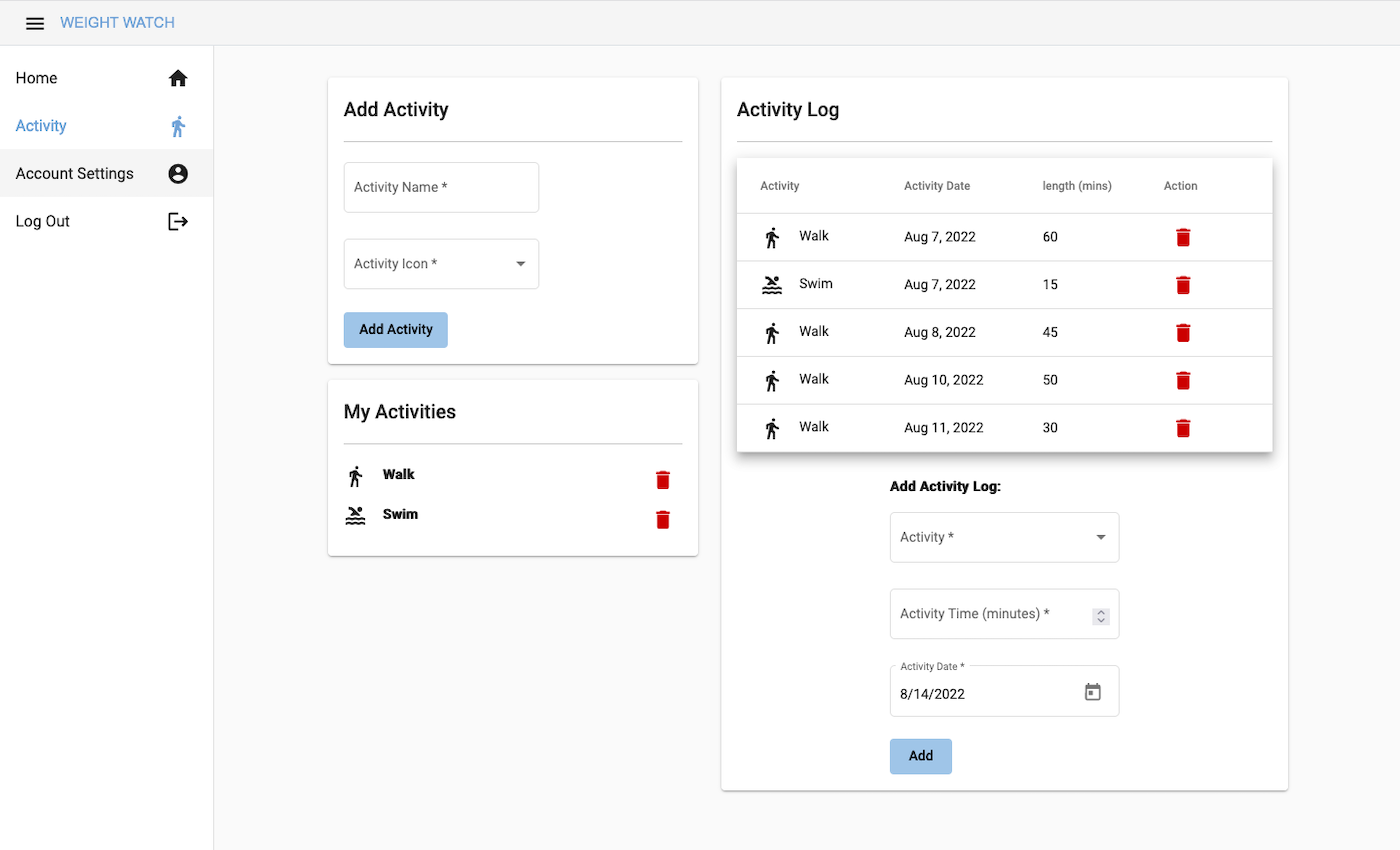 WEIGHT WATCH
Home
Activity
Account Settings
Log Out
Add Activity
Activity Name *
Activity Icon *
Add Activity
My Activities
Walk
Swim
Activity Log
Activity Activity Date length (mins) Action
Walk Aug 7, 2022 60
Swim Aug 7, 2022 15
Walk Aug 8, 2022 45
Walk Aug 10, 2022 50
Walk Aug 11, 2022 30
Add Activity Log:
Activity *
Activity Time (minutes) *
Activity Date *
8/14/2022
Add